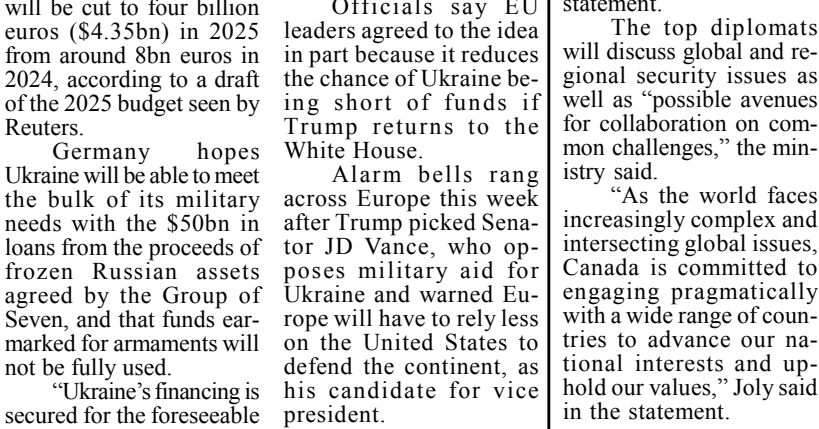 will be cut to four billion
euros ($4.35bn) in 2025
from around 8bn euros in
2024, according to a draft
of the 2025 budget seen by
Reuters.
Germany hopes
Ukraine will be able to meet
the bulk of its military
needs with the $50bn in
loans from the proceeds of
frozen Russian assets
agreed by the Group of
Seven, and that funds ear-
marked for armaments will
not be fully used.
“Ukraine’s financing is
secured for the foreseeable
Officials say EU
leaders agreed to the idea
in part because it reduces
the chance of Ukraine be-
ing short of funds if
Trump returns to the
White House.
Alarm bells rang
across Europe this week
after Trump picked Sena-
tor JD Vance, who op-
poses military aid for
Ukraine and warned Eu-
rope will have to rely less
on the United States to
defend the continent, as
his candidate for vice
president.
statement.
The top diplomats
will discuss global and re-
gional security issues as
well as “possible avenues
for collaboration on com-
mon challenges,” the min-
istry said.
“As the world faces
increasingly complex and
intersecting global issues,
Canada is committed to
engaging pragmatically
with a wide range of coun-
tries to advance our na-
tional interests and up-
hold our values,” Joly said
in the statement.